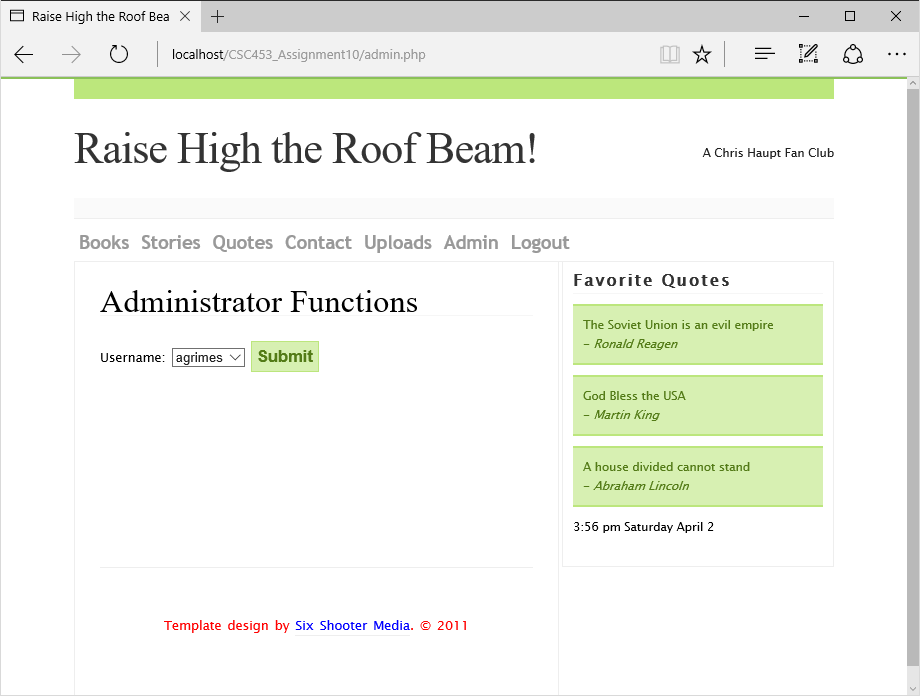 Raise High the Roof Bea
localhost/CSC453_Assignment10/admin.php
Raise High the Roof Beam!
A Chris Haupt Fan Club
Books Stories Quotes Contact Uploads Admin Logout
Administrator Functions
Username: agrimes Submit
Favorite Quotes
The Soviet Union is an evil empire
– Ronald Reagen
God Bless the USA
– Martin King
A house divided cannot stand
– Abraham Lincoln
3:56 pm Saturday April 2
Template design by Six Shooter Media. © 2011